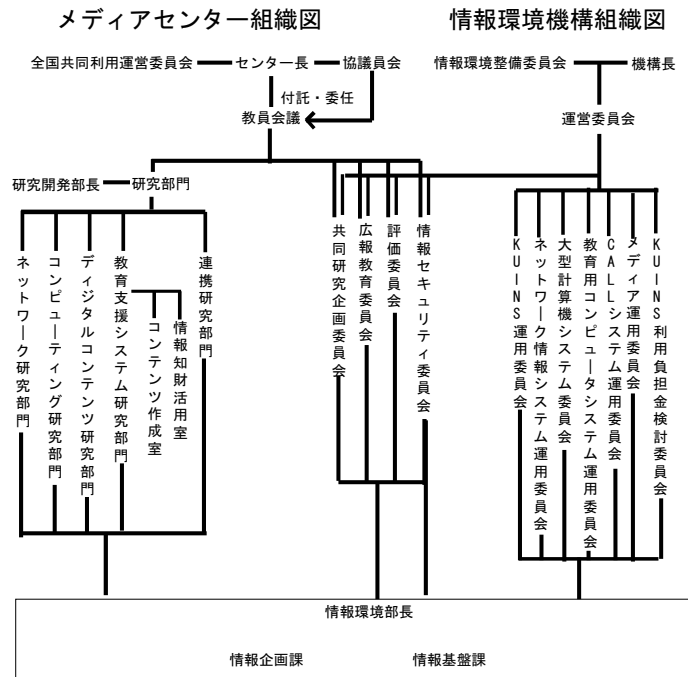 メディアセンター組織図
情報環境機構組織図
全国共同利用運営委員会
センター長
協議員会
情報環境整備委員会
機構長
付託・委任
教員会議
運営委員会
研究開発部長
研究部門
ネットワーク研究部門
コンピューティング研究部門
ディジタルコンテンツ研究部門
教育支援システム研究部門
コンテンツ作成室
情報知財活用室
連携研究部門
共同研究企画委員会
広報教育委員会
評価委員会
情報セキュリティ委員会
KUINS運用委員会
ネットワーク情報システム運用委員会
大型計算機システム委員会
教育用コンピュータシステム運用委員会
CALLシステム運用委員会
メディア運用委員会
KUINS利用負担金検討委員会
情報環境部長
情報企画課
情報基盤課